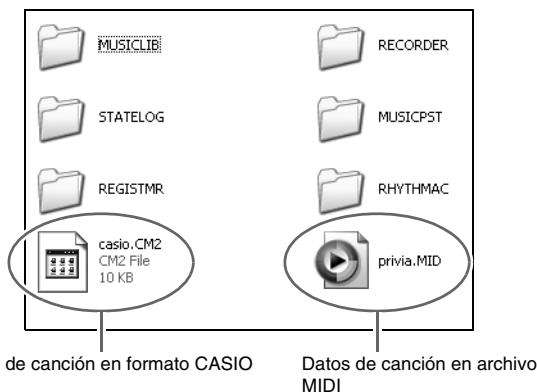 MUSICLIB
RECORDER
STATELOG
MUSICPST
REGISTMR
RHYTHMAC
casio.CM2
CM2 File
10 KB
privia.MID
de canción en formato CASIO
Datos de canción en archivo
MIDI